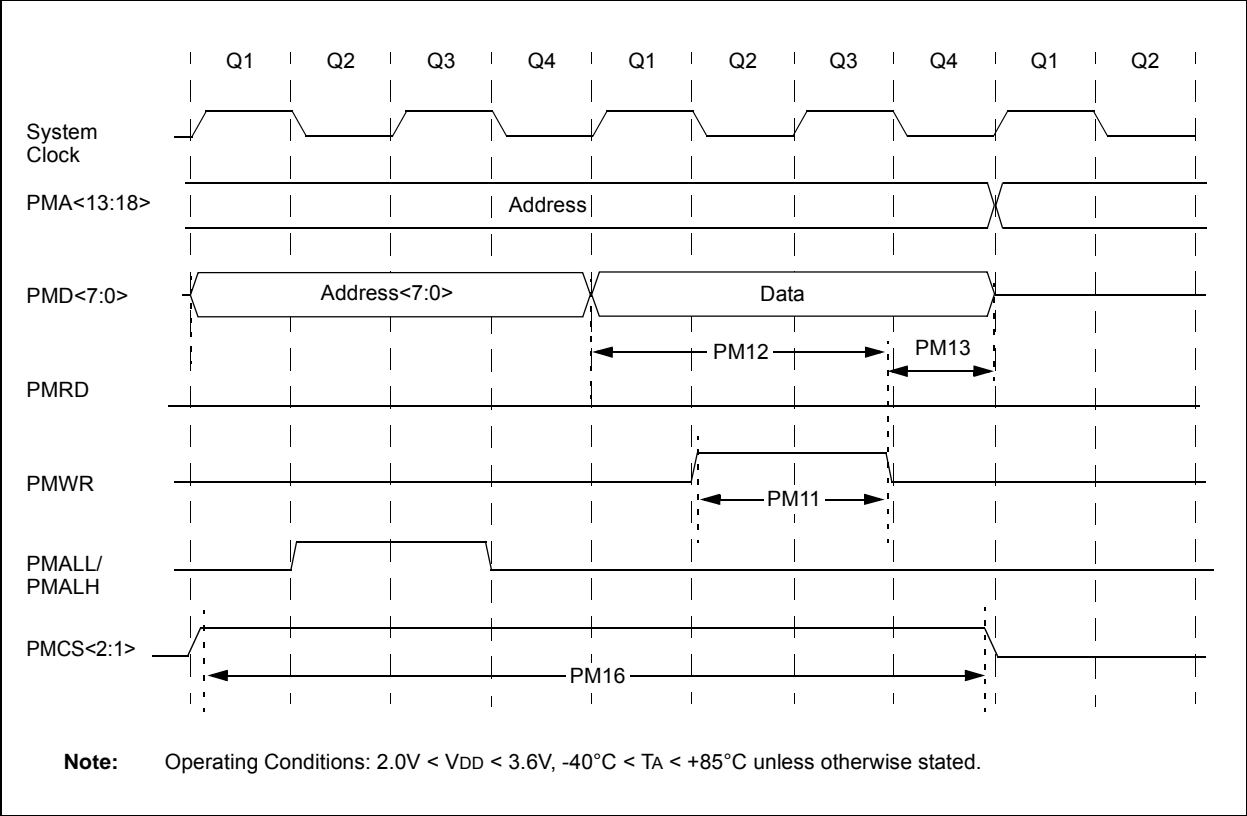 Q1 Q2 Q3 Q4 Q1 Q2 Q3 Q4 Q1 Q2
System
Clock
PMA<13:18>
Address
PMD<7:0>
Address<7:0>
Data
PM12
PM13
PMRD
PMWR
PM11
PMALL/
PMALH
PMCS<2:1>
PM16
Note: Operating Conditions: 2.0V < VDD < 3.6V, -40°C < TA < +85°C unless otherwise stated.